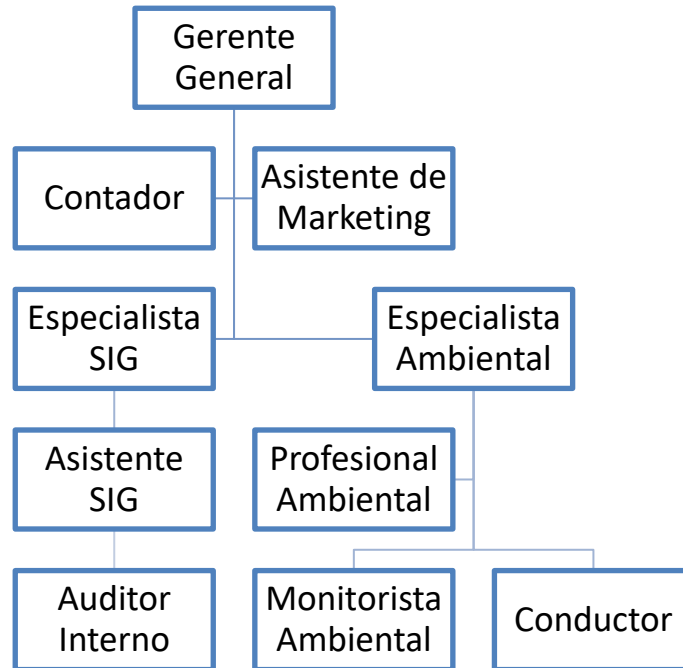 Gerente
General
Contador
Asistente de
Marketing
Especialista
SIG
Especialista
Ambiental
Asistente
SIG
Profesional
Ambiental
Auditor
Interno
Monitorista
Ambiental
Conductor